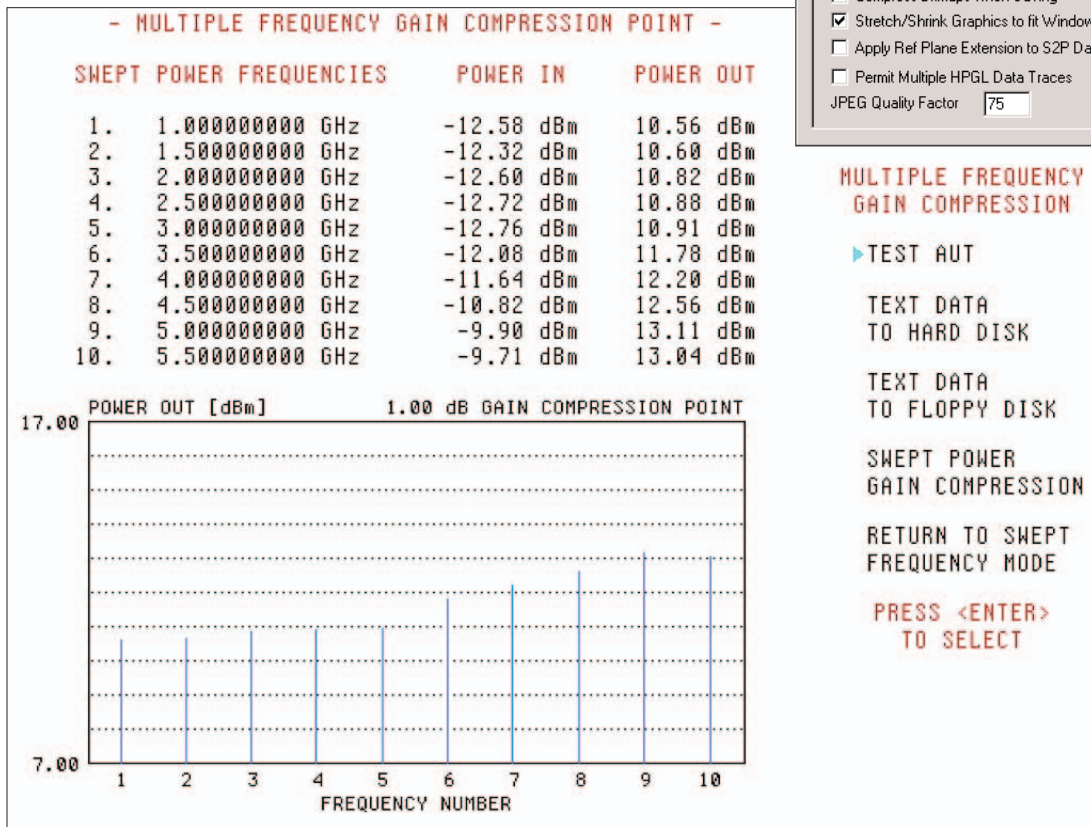 - MULTIPLE FREQUENCY GAIN COMPRESSION POINT -
SWEPT POWER FREQUENCIES POWER IN POWER OUT
1. 1.000000000 GHz -12.58 dBm 10.56 dBm
2. 1.500000000 GHz -12.32 dBm 10.60 dBm
3. 2.000000000 GHz -12.60 dBm 10.82 dBm
4. 2.500000000 GHz -12.72 dBm 10.88 dBm
5. 3.000000000 GHz -12.76 dBm 10.91 dBm
6. 3.500000000 GHz -12.08 dBm 11.78 dBm
7. 4.000000000 GHz -11.64 dBm 12.20 dBm
8. 4.500000000 GHz -10.82 dBm 12.56 dBm
9. 5.000000000 GHz -9.90 dBm 13.11 dBm
10. 5.500000000 GHz -9.71 dBm 13.04 dBm
POWER OUT [dBm] 1.00 dB GAIN COMPRESSION POINT
17.00
7.00
1 2 3 4 5 6 7 8 9 10
FREQUENCY NUMBER
Stretch/Shrink Graphics to fit Window
Apply Ref Plane Extension to S2P Da
Permit Multiple HPGL Data Traces
JPEG Quality Factor 75
MULTIPLE FREQUENCY
GAIN COMPRESSION
TEST AUT
TEXT DATA
TO HARD DISK
TEXT DATA
TO FLOPPY DISK
SWEPT POWER
GAIN COMPRESSION
RETURN TO SWEPT
FREQUENCY MODE
PRESS <ENTER>
TO SELECT